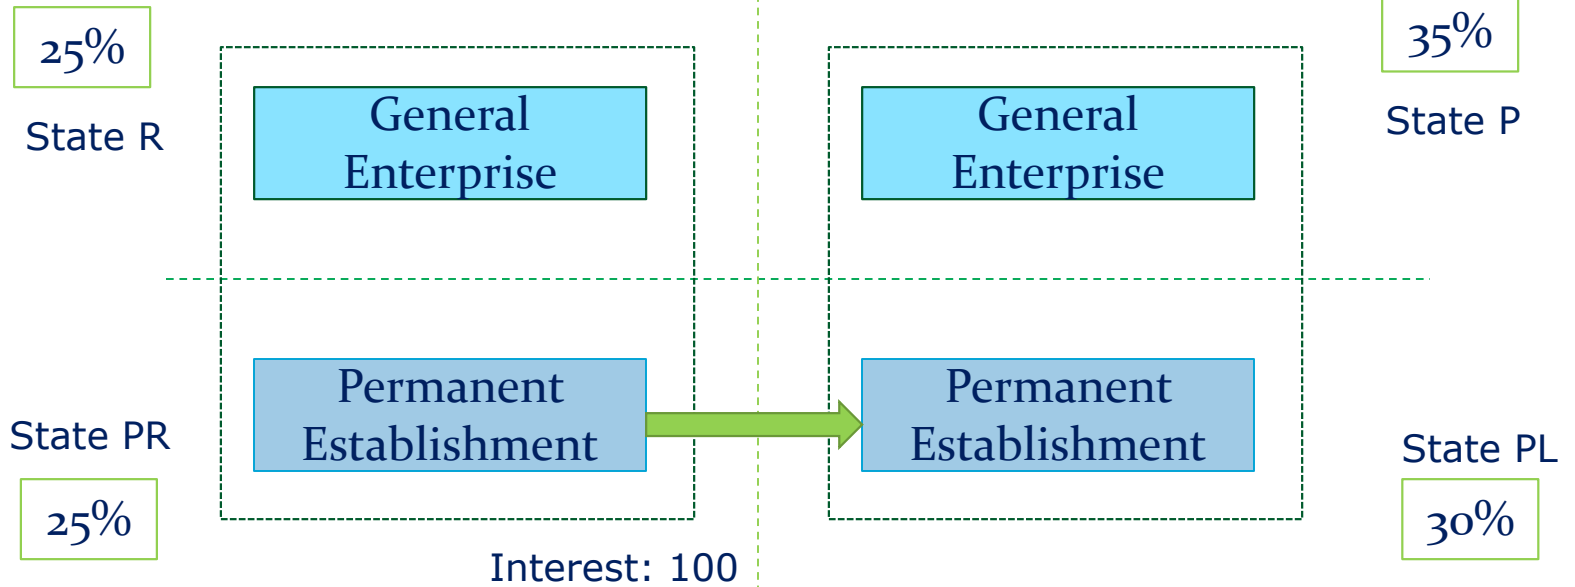 25%
State R
General
Enterprise
General
Enterprise
35%
State P
State PR
25%
Permanent
Establishment
Permanent
Establishment
State PL
30%
Interest: 100